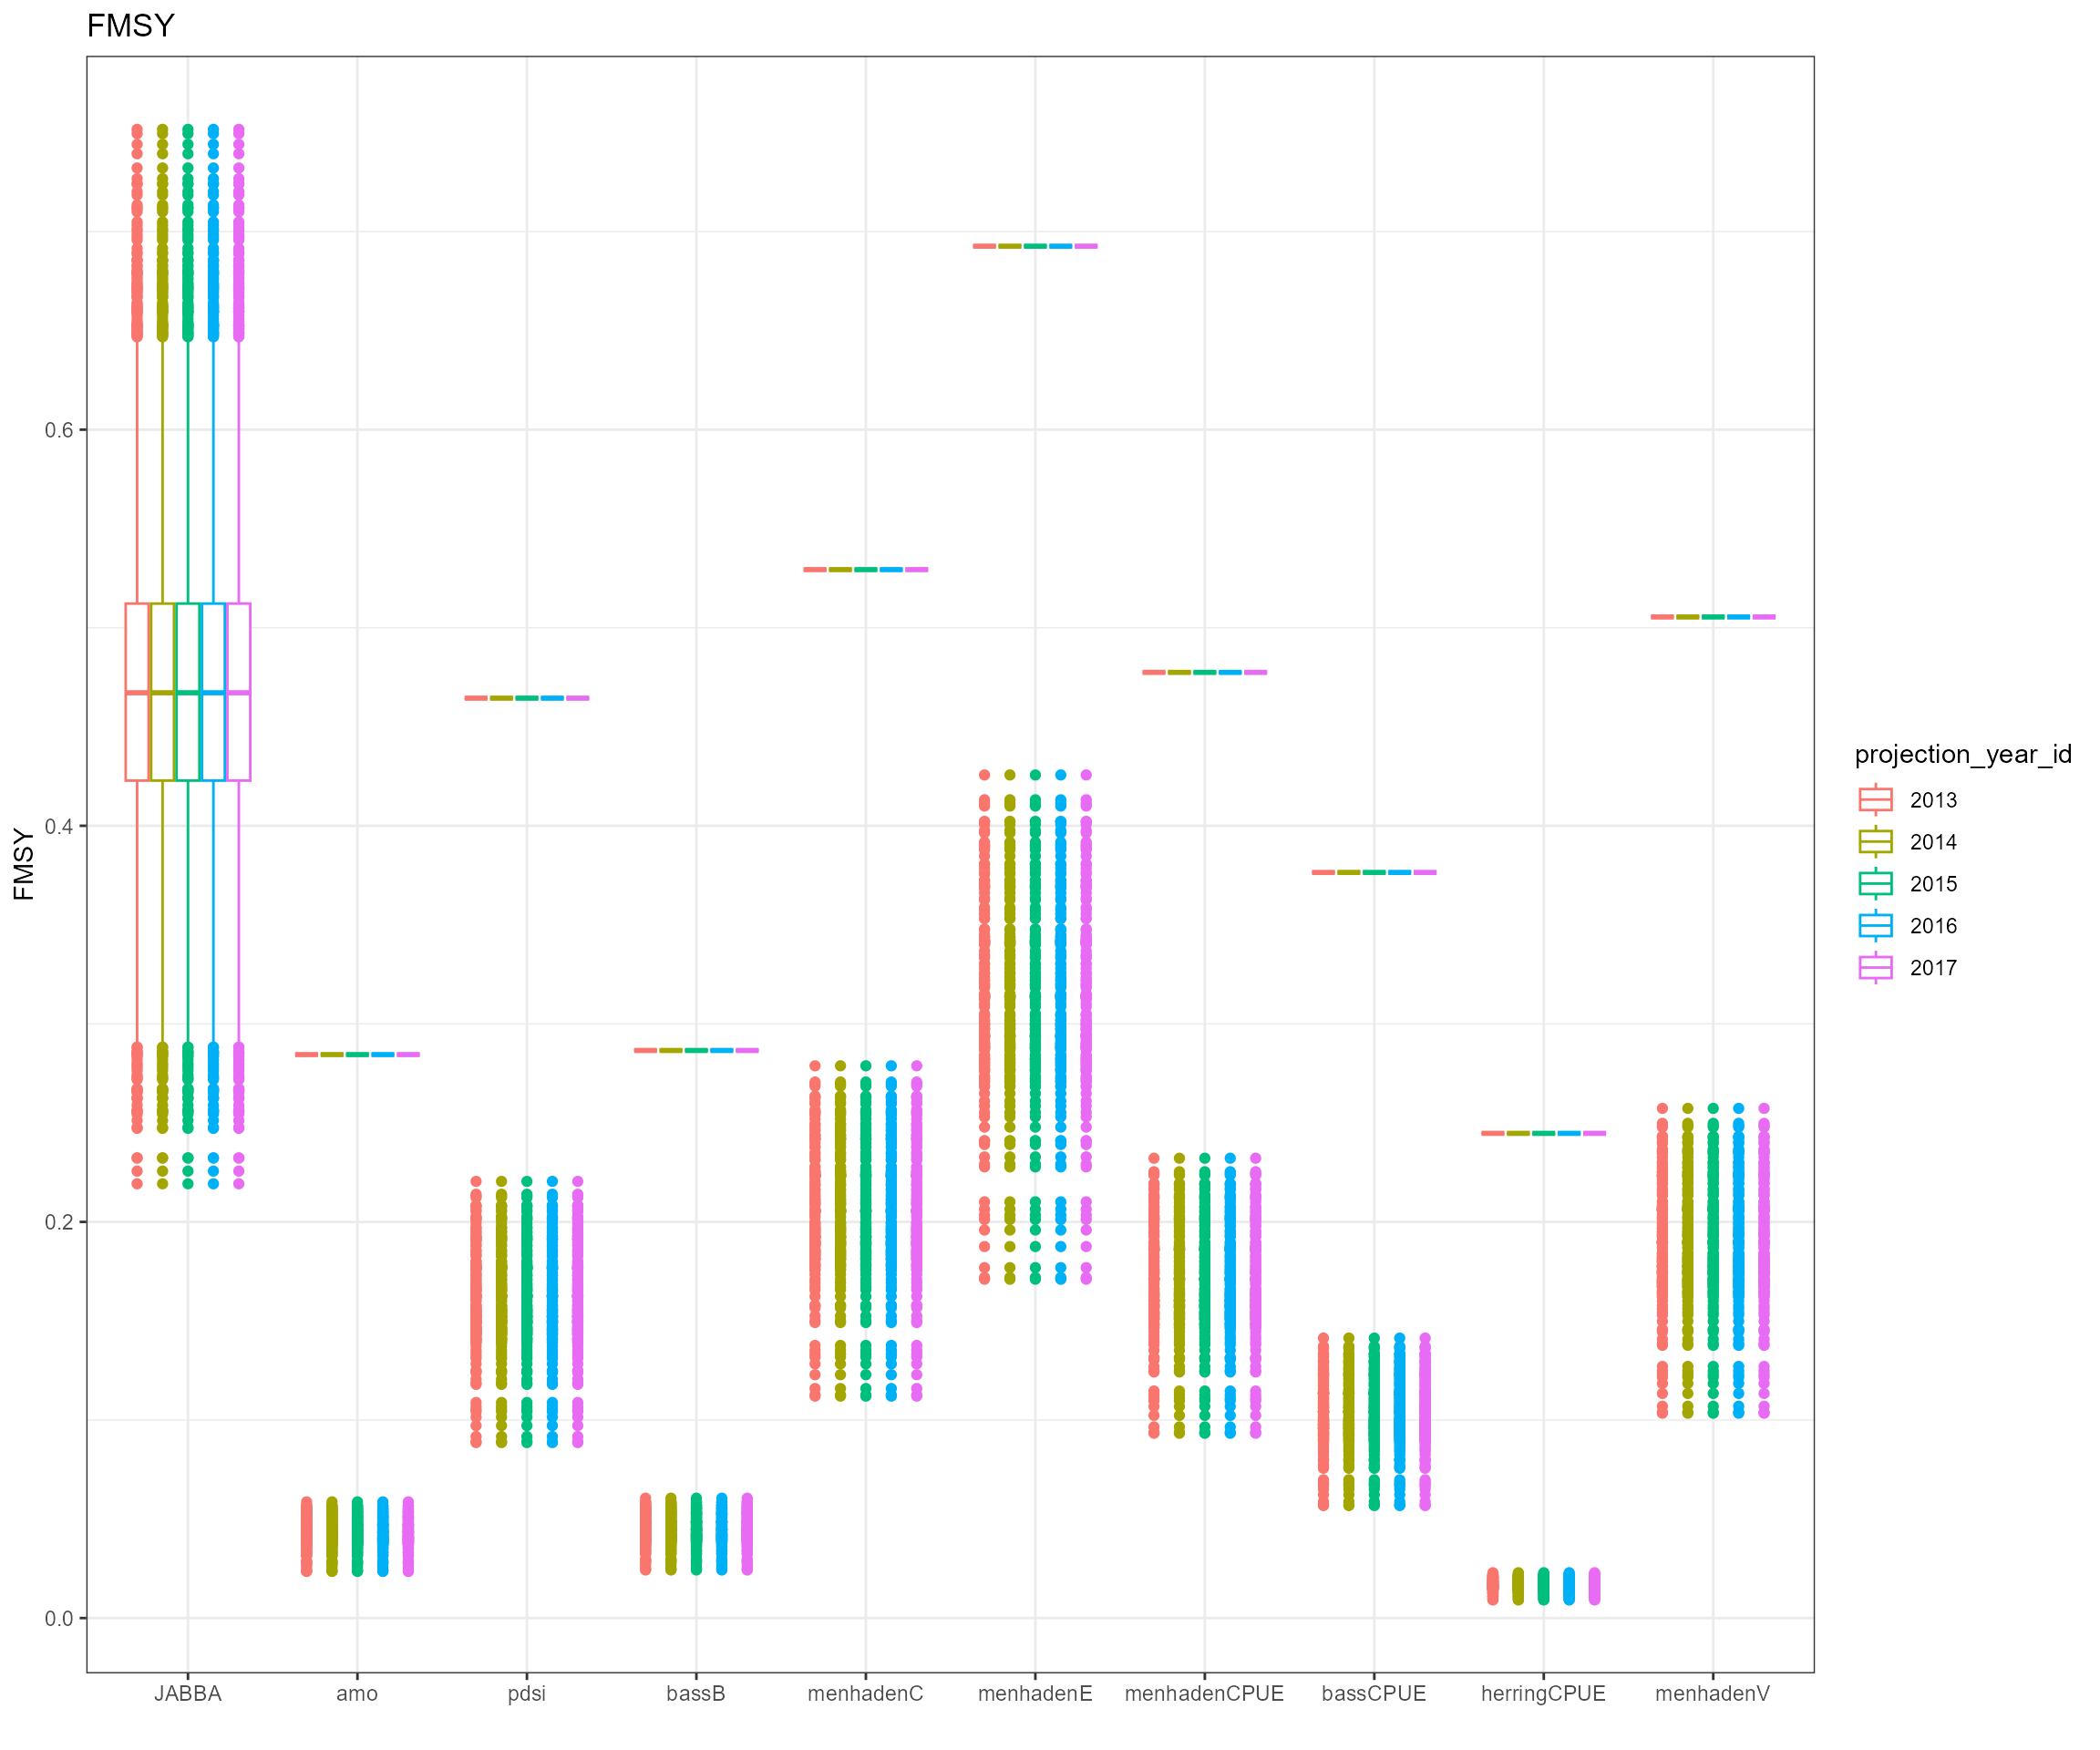 FMSY
FMSY
0.6
0.4
0.2
0.0
JABBA amo pdsi bassB menhadenC menhadenE menhadenCPUE bassCPUE herringCPUE menhadenV
projection_year_id
2013
2014
2015
2016
2017